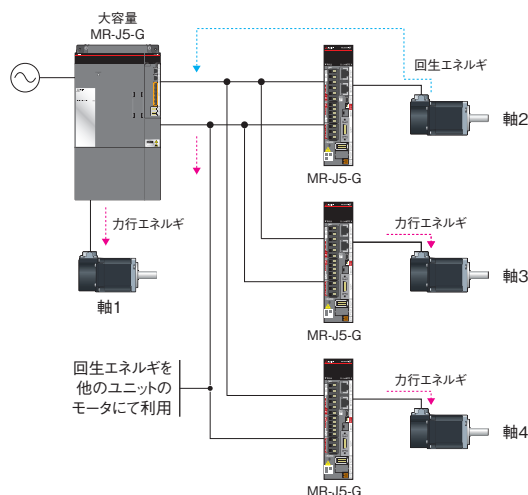 大容量
MR-J5-G
回生エネルギ
軸2
MR-J5-G
力行エネルギ
軸1
力行エネルギ
軸3
MR-J5-G
回生エネルギを
他のユニットの
モータにて利用
力行エネルギ
軸4
MR-J5-G